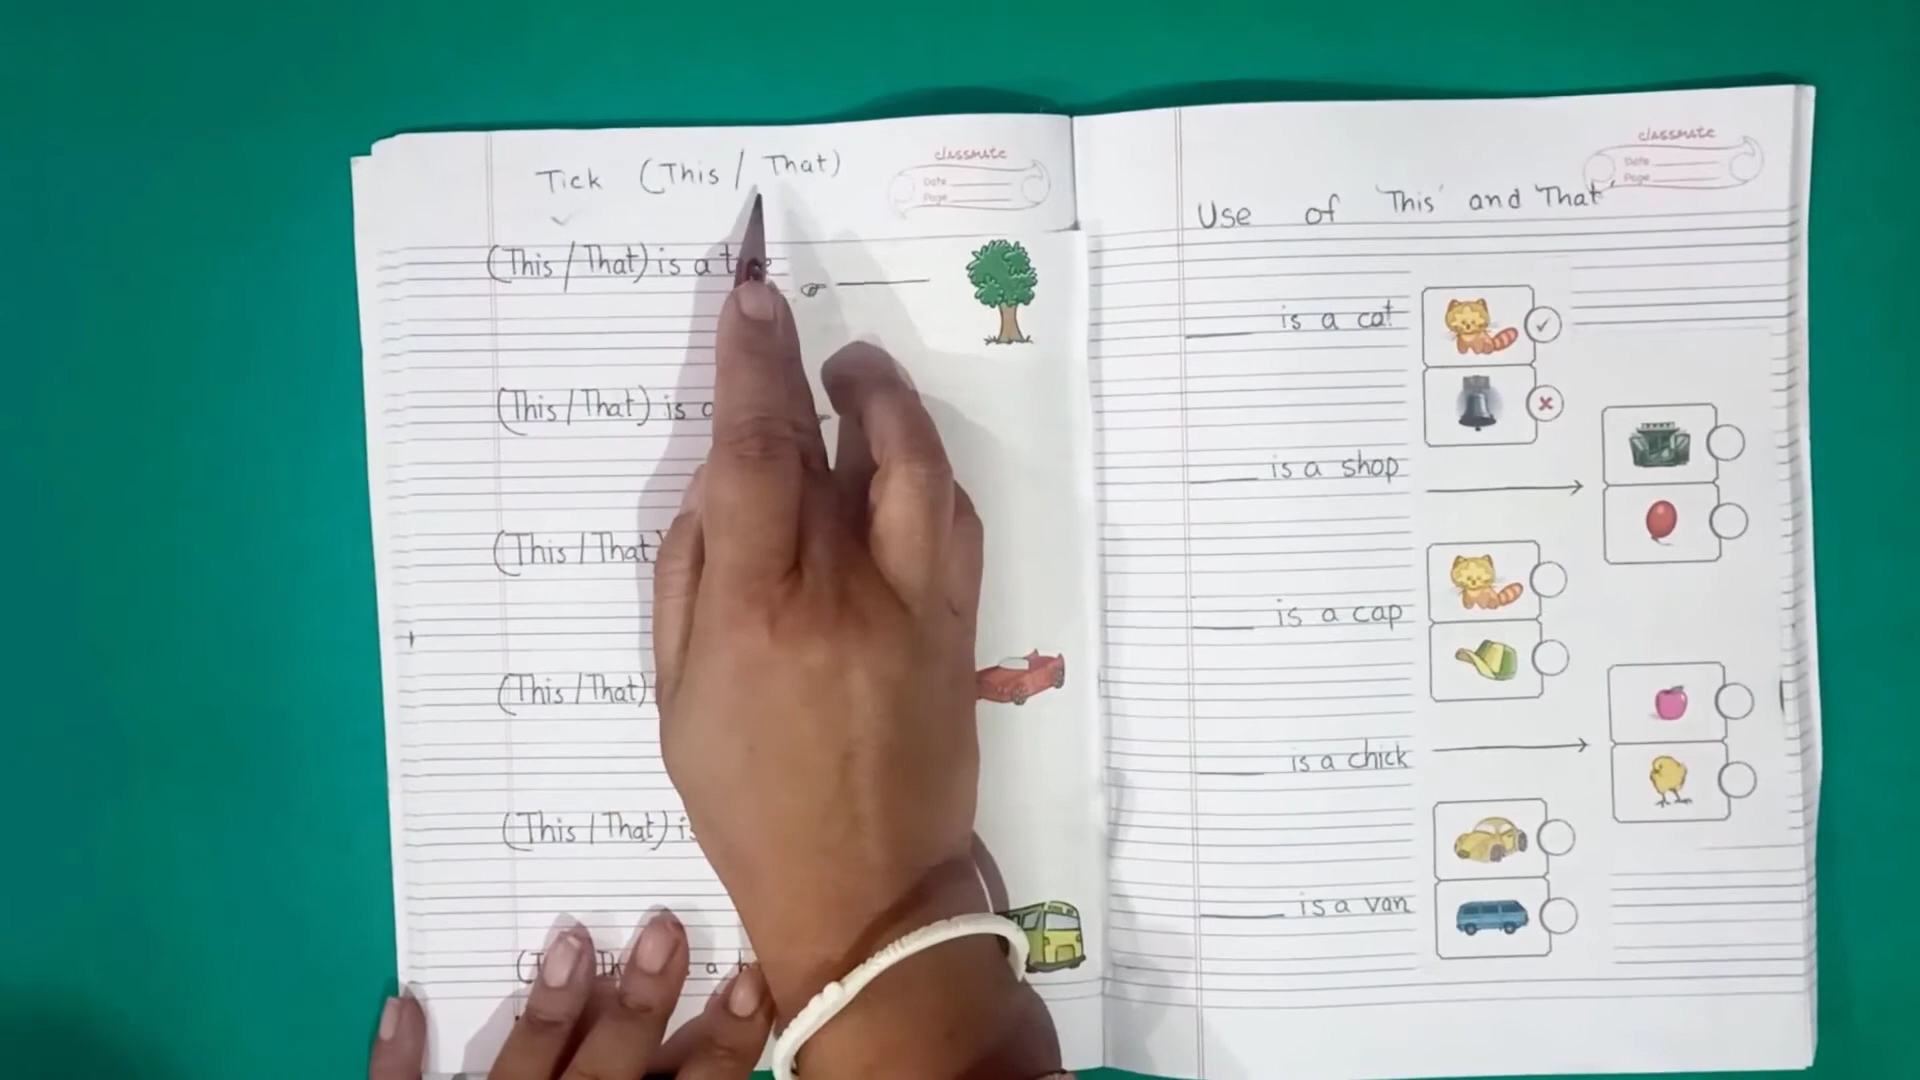 Tick (This / That)
classmate
Date
Page
(This / That) is a
(This / That) is
(This / That)
(This / That)
(This / That) is
a
classmate
Date
Page
Use of 'This' and 'That'
is a cat
is a shop
is a cap
is a chick
is a van